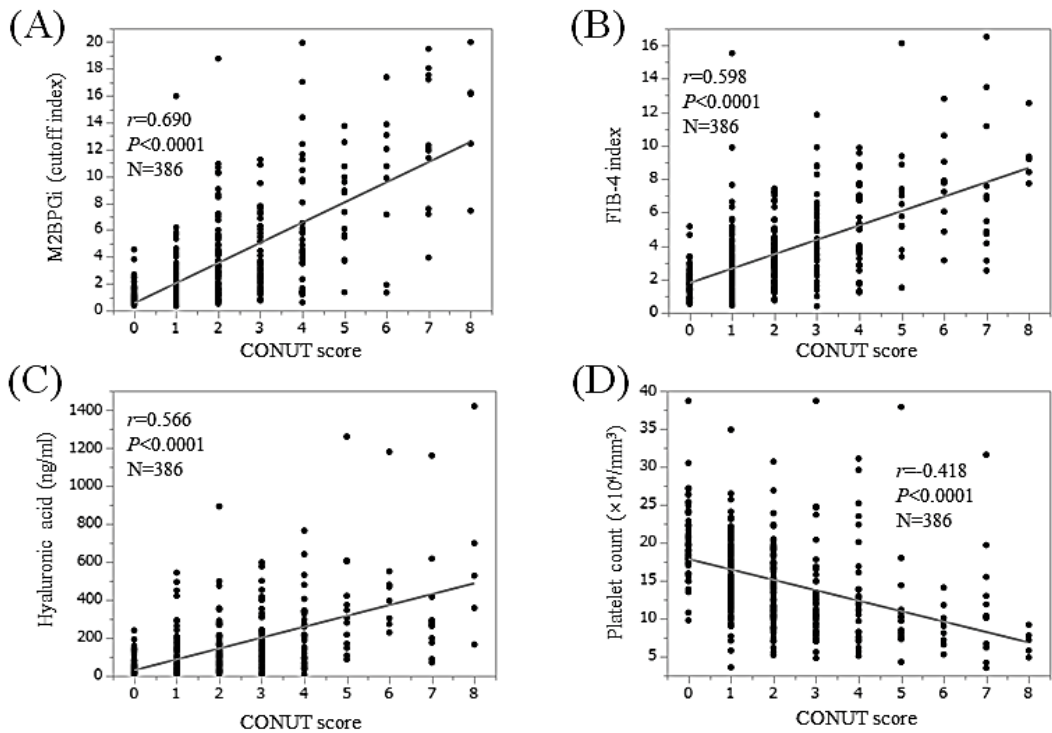 (A)
20
18
16
14
12
10
8
6
4
2
0
M2BPGi (cutoff index)
r=0.690
P<0.0001
N=386
0 1 2 3 4 5 6 7 8
CONUT score
(B)
16
14
12
10
8
6
4
2
0
FIB-4 index
r=0.598
P<0.0001
N=386
0 1 2 3 4 5 6 7 8
CONUT score
(C)
1400
1200
1000
800
600
400
200
0
Hyaluronic acid (ng/ml)
r=0.566
P<0.0001
N=386
0 1 2 3 4 5 6 7 8
CONUT score
(D)
40
35
30
25
20
15
10
5
Platelet count (×10⁴/mm³)
r=-0.418
P<0.0001
N=386
0 1 2 3 4 5 6 7 8
CONUT score